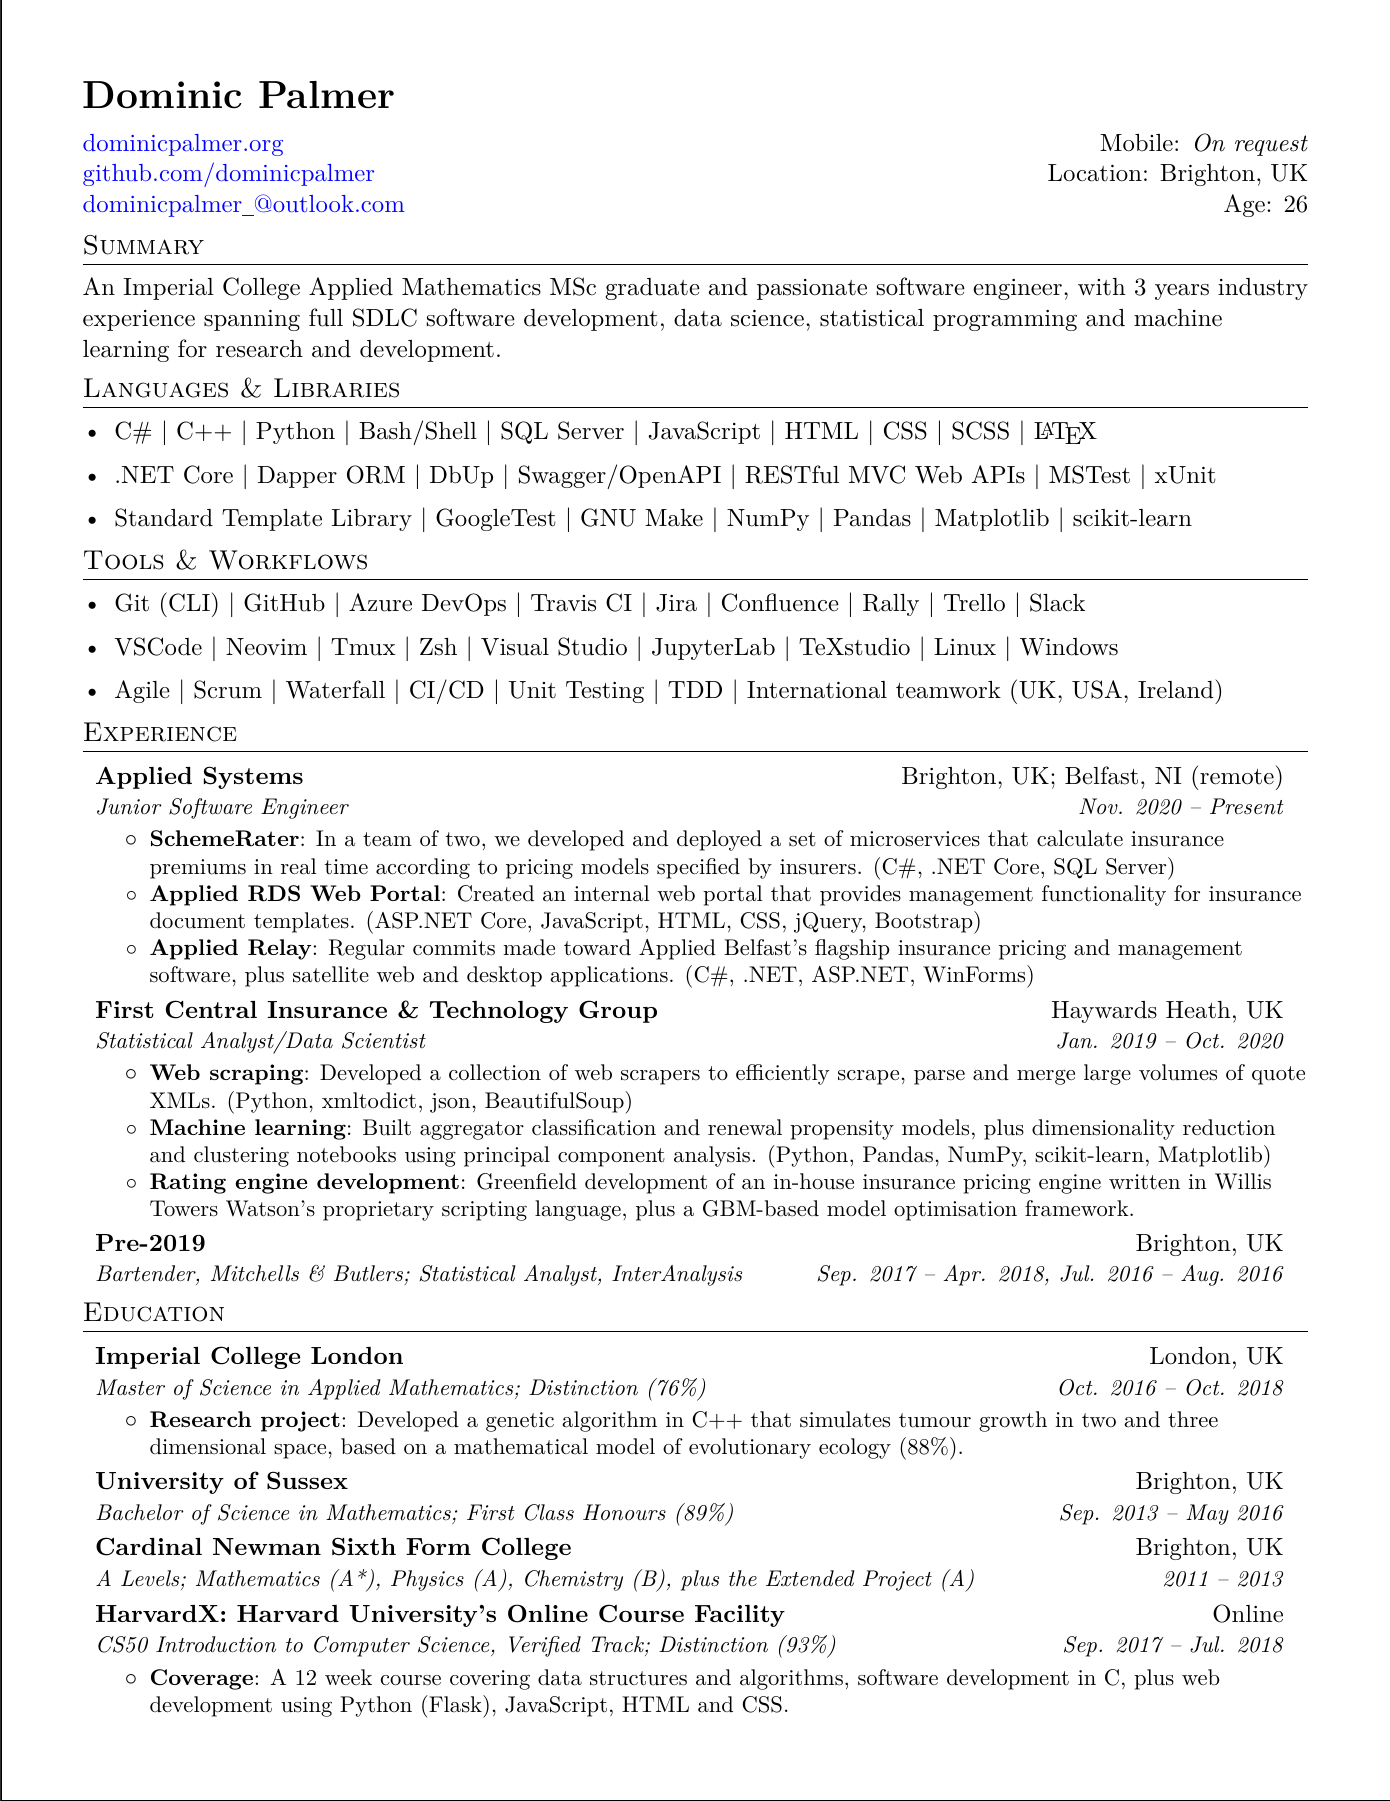 Dominic Palmer
dominicpalmer.org
Mobile: On request
github.com/dominicpalmer
Location: Brighton, UK
dominicpalmer_@outlook.com
Age: 26
Summary
An Imperial College Applied Mathematics MSc graduate and passionate software engineer, with 3 years industry
experience spanning full SDLC software development, data science, statistical programming and machine
learning for research and development.
Languages & Libraries
• C# | C++ | Python | Bash/Shell | SQL Server | JavaScript | HTML | CSS | SCSS | LATEX
• .NET Core | Dapper ORM | DbUp | Swagger/OpenAPI | RESTful MVC Web APIs | MSTest | xUnit
• Standard Template Library | GoogleTest | GNU Make | NumPy | Pandas | Matplotlib | scikit-learn
Tools & Workflows
• Git (CLI) | GitHub | Azure DevOps | Travis CI | Jira | Confluence | Rally | Trello | Slack
• VSCode | Neovim | Tmux | Zsh | Visual Studio | JupyterLab | TeXstudio | Linux | Windows
• Agile | Scrum | Waterfall | CI/CD | Unit Testing | TDD | International teamwork (UK, USA, Ireland)
Experience
Applied Systems
Brighton, UK; Belfast, NI (remote)
Junior Software Engineer
Nov. 2020 – Present
◦ SchemeRater: In a team of two, we developed and deployed a set of microservices that calculate insurance
premiums in real time according to pricing models specified by insurers. (C#, .NET Core, SQL Server)
◦ Applied RDS Web Portal: Created an internal web portal that provides management functionality for insurance
document templates. (ASP.NET Core, JavaScript, HTML, CSS, jQuery, Bootstrap)
◦ Applied Relay: Regular commits made toward Applied Belfast's flagship insurance pricing and management
software, plus satellite web and desktop applications. (C#, .NET, ASP.NET, WinForms)
First Central Insurance & Technology Group
Haywards Heath, UK
Statistical Analyst/Data Scientist
Jan. 2019 – Oct. 2020
◦ Web scraping: Developed a collection of web scrapers to efficiently scrape, parse and merge large volumes of quote
XMLs. (Python, xmltodict, json, BeautifulSoup)
◦ Machine learning: Built aggregator classification and renewal propensity models, plus dimensionality reduction
and clustering notebooks using principal component analysis. (Python, Pandas, NumPy, scikit-learn, Matplotlib)
◦ Rating engine development: Greenfield development of an in-house insurance pricing engine written in Willis
Towers Watson's proprietary scripting language, plus a GBM-based model optimisation framework.
Pre-2019
Brighton, UK
Bartender, Mitchells & Butlers; Statistical Analyst, InterAnalysis
Sep. 2017 – Apr. 2018, Jul. 2016 – Aug. 2016
Education
Imperial College London
London, UK
Master of Science in Applied Mathematics; Distinction (76%)
Oct. 2016 – Oct. 2018
◦ Research project: Developed a genetic algorithm in C++ that simulates tumour growth in two and three
dimensional space, based on a mathematical model of evolutionary ecology (88%).
University of Sussex
Brighton, UK
Bachelor of Science in Mathematics; First Class Honours (89%)
Sep. 2013 – May 2016
Cardinal Newman Sixth Form College
Brighton, UK
A Levels; Mathematics (A*), Physics (A), Chemistry (B), plus the Extended Project (A)
2011 – 2013
HarvardX: Harvard University's Online Course Facility
Online
CS50 Introduction to Computer Science, Verified Track; Distinction (93%)
Sep. 2017 – Jul. 2018
◦ Coverage: A 12 week course covering data structures and algorithms, software development in C, plus web
development using Python (Flask), JavaScript, HTML and CSS.